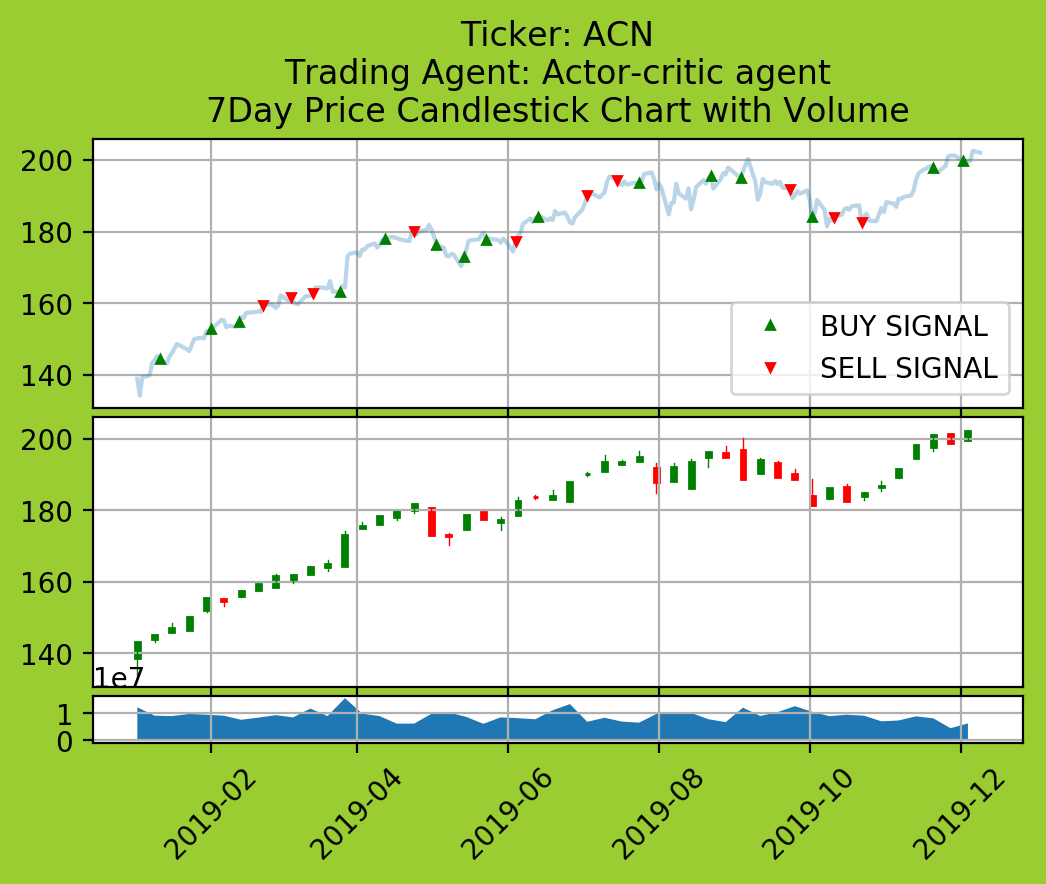 Ticker: ACN
Trading Agent: Actor-critic agent
7Day Price Candlestick Chart with Volume
200
180
160
140
BUY SIGNAL
SELL SIGNAL
200
180
160
140
1e7
1
0
2019-02
2019-04
2019-06
2019-08
2019-10
2019-12